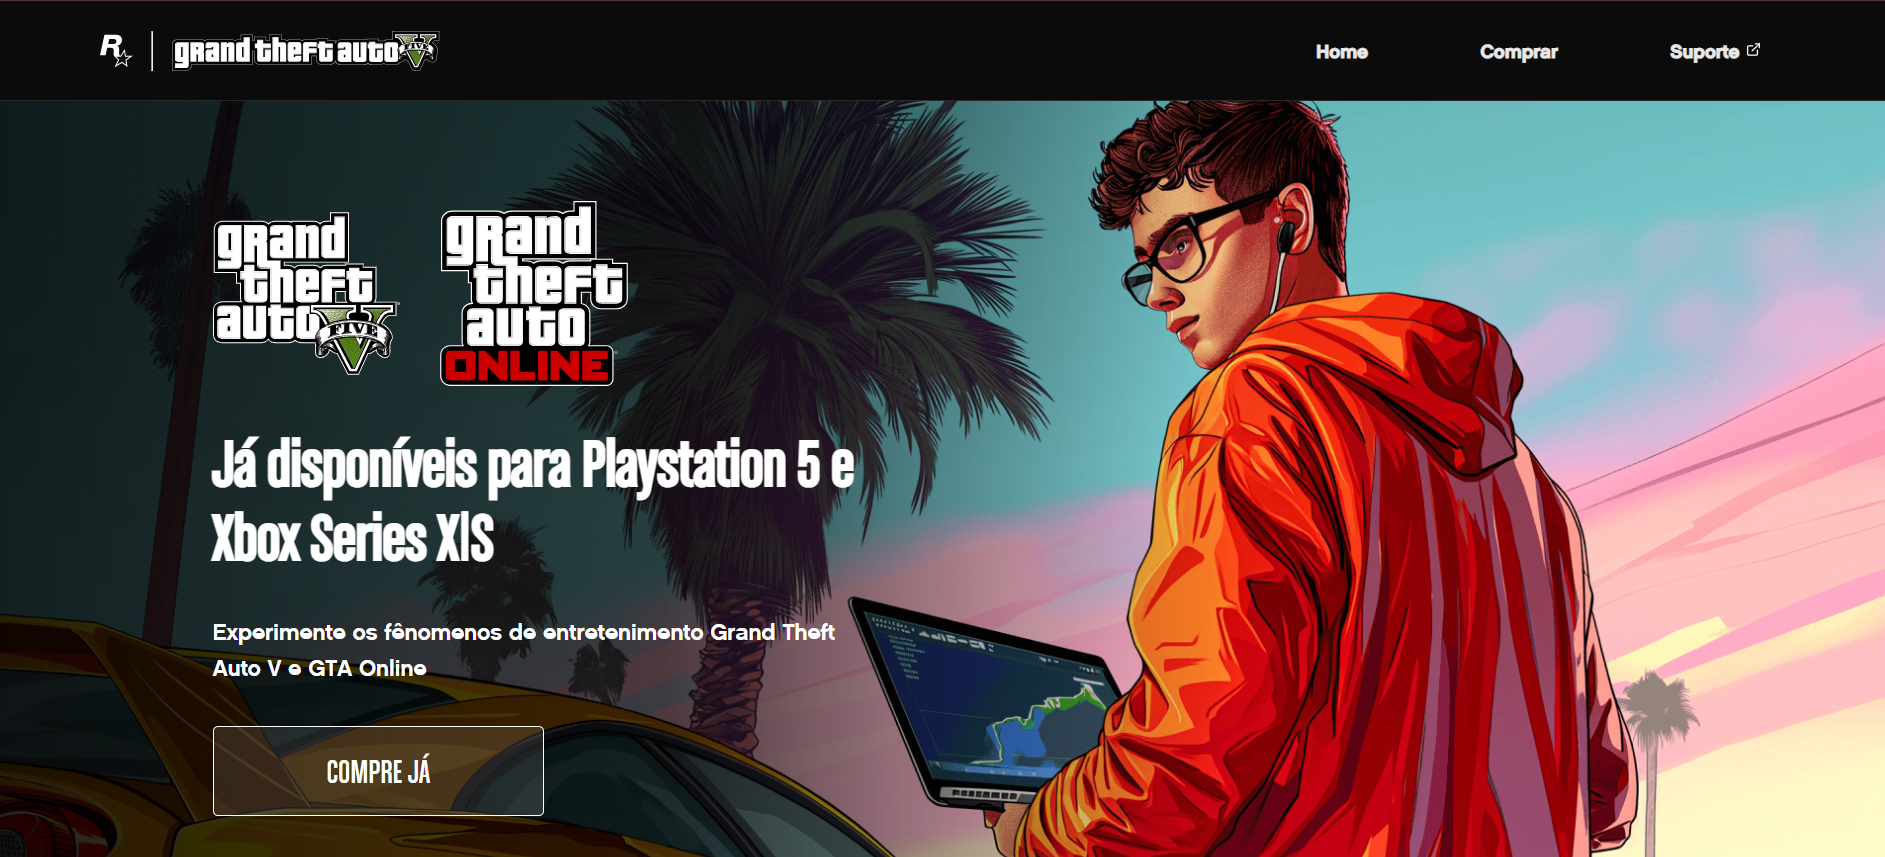 R
grand theft auto V
FIVE
Home
Comprar
Suporte
grand
theft
auto V
FIVE
grand
theft
auto
ONLINE
Já disponíveis para Playstation 5 e
Xbox Series X|S
Experimente os fênomenos de entretenimento Grand Theft
Auto V e GTA Online
COMPRE JÁ